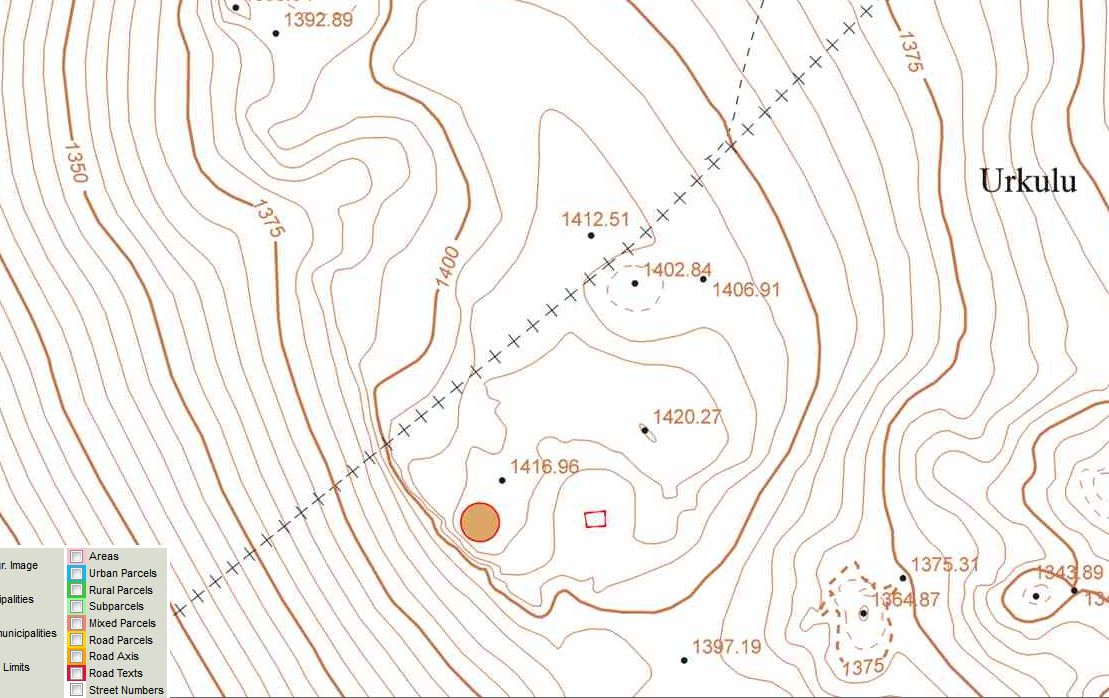 1392.89
1375
1350
Urkulu
1375
1412.51
1400
1402.84
1406.91
1420.27
1416.96
1375.31
1343.89
1364.87
1397.19
1375
r. Image
Limits
Areas
Urban Parcels
Rural Parcels
Subparcels
Mixed Parcels
Road Parcels
Road Axis
Road Texts
Street Numbers